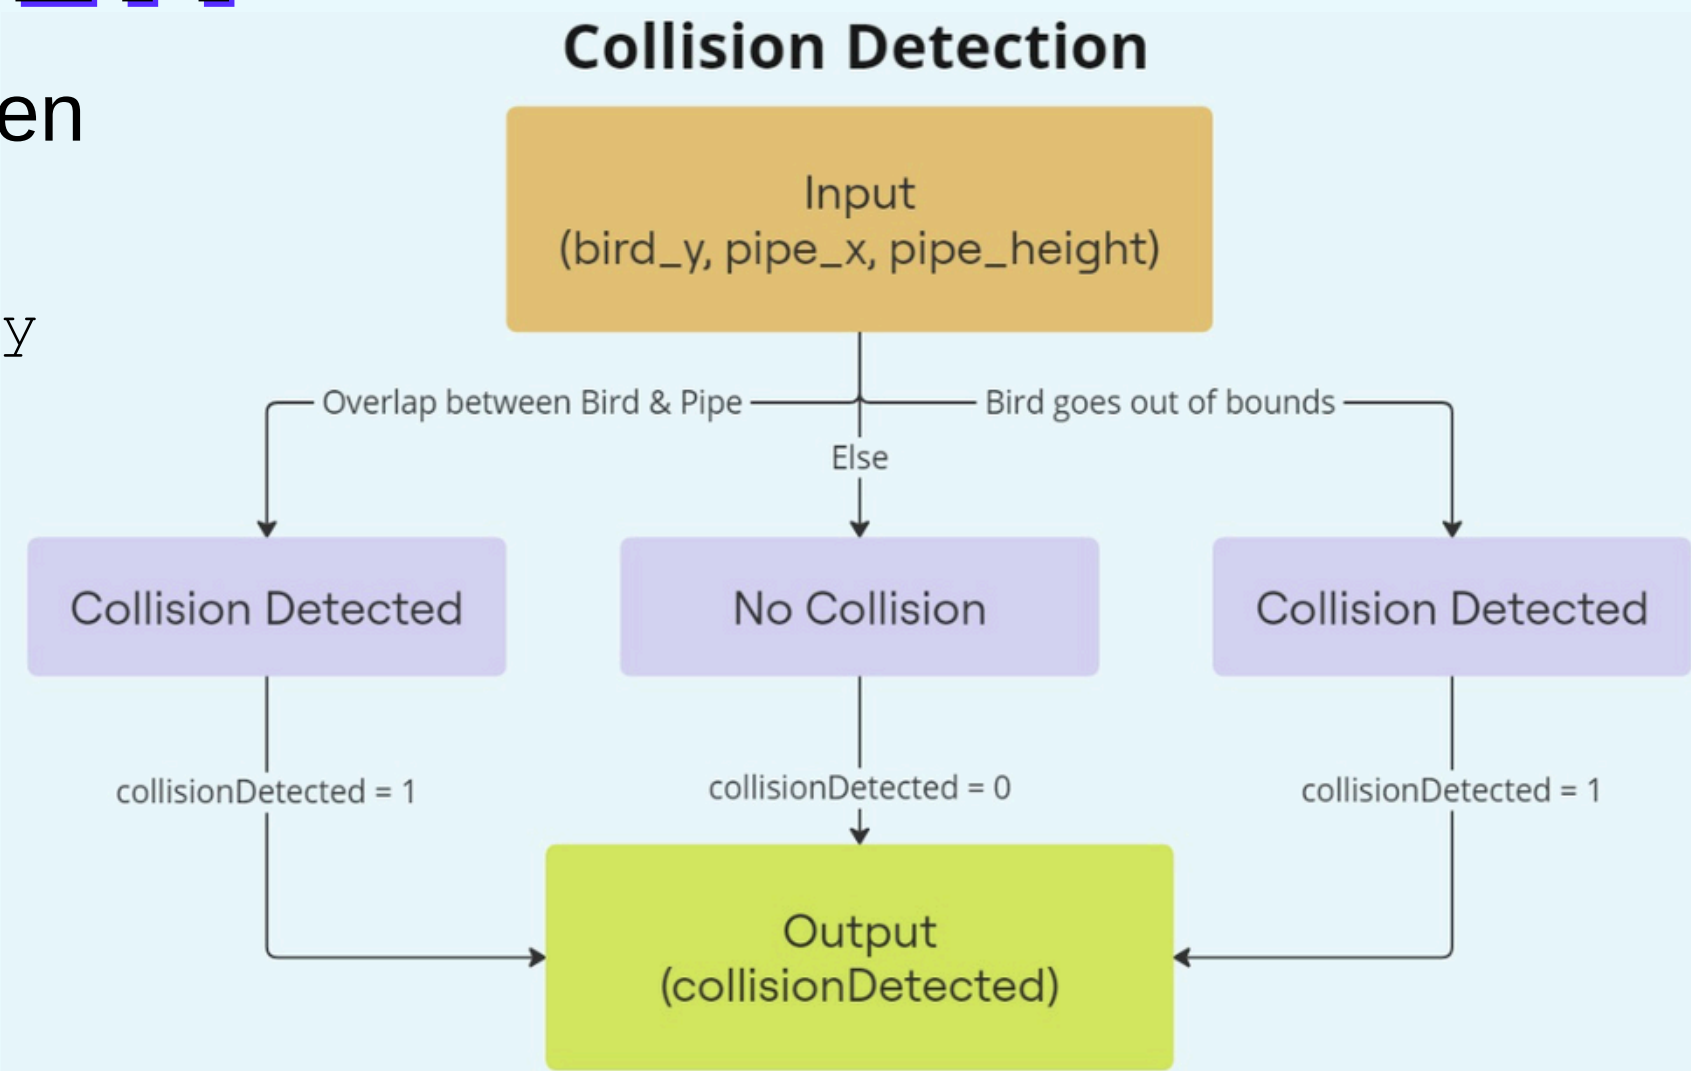 Collision Detection
en
Input
(bird_y, pipe_x, pipe_height)
y
Overlap between Bird & Pipe
Bird goes out of bounds
Else
Collision Detected
No Collision
Collision Detected
collisionDetected = 1
collisionDetected = 0
collisionDetected = 1
Output
(collisionDetected)